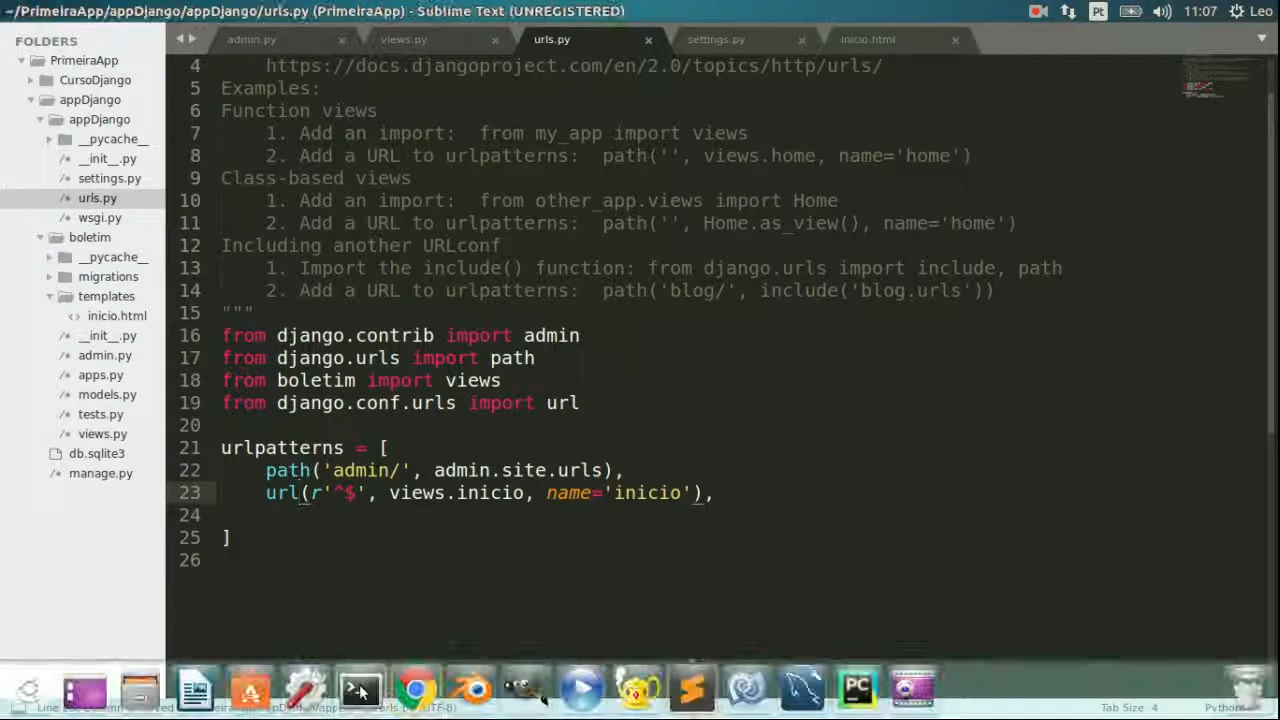 ~/PrimeiraApp/appDjango/appDjango/urls.py (PrimeiraApp) - Sublime Text (UNREGISTERED)
Pt
11:07
Leo
FOLDERS
PrimeiraApp
CursoDjango
appDjango
appDjango
__pycache__
__init__.py
settings.py
urls.py
wsgi.py
boletim
__pycache__
migrations
templates
inicio.html
__init__.py
admin.py
apps.py
models.py
tests.py
views.py
db.sqlite3
manage.py
admin.py
views.py
urls.py
settings.py
inicio.html
4 https://docs.djangoproject.com/en/2.0/topics/http/urls/
5 Examples:
6 Function views
7 1. Add an import:  from my_app import views
8 2. Add a URL to urlpatterns:  path('', views.home, name='home')
9 Class-based views
10 1. Add an import:  from other_app.views import Home
11 2. Add a URL to urlpatterns:  path('', Home.as_view(), name='home')
12 Including another URLconf
13 1. Import the include() function: from django.urls import include, path
14 2. Add a URL to urlpatterns:  path('blog/', include('blog.urls'))
15 """
16 from django.contrib import admin
17 from django.urls import path
18 from boletim import views
19 from django.conf.urls import url
20
21 urlpatterns = [
22 path('admin/', admin.site.urls),
23 url(r'^$', views.inicio, name='inicio'),
24
25 ]
26
PC
UTF-8)
Tab Size 4
Python